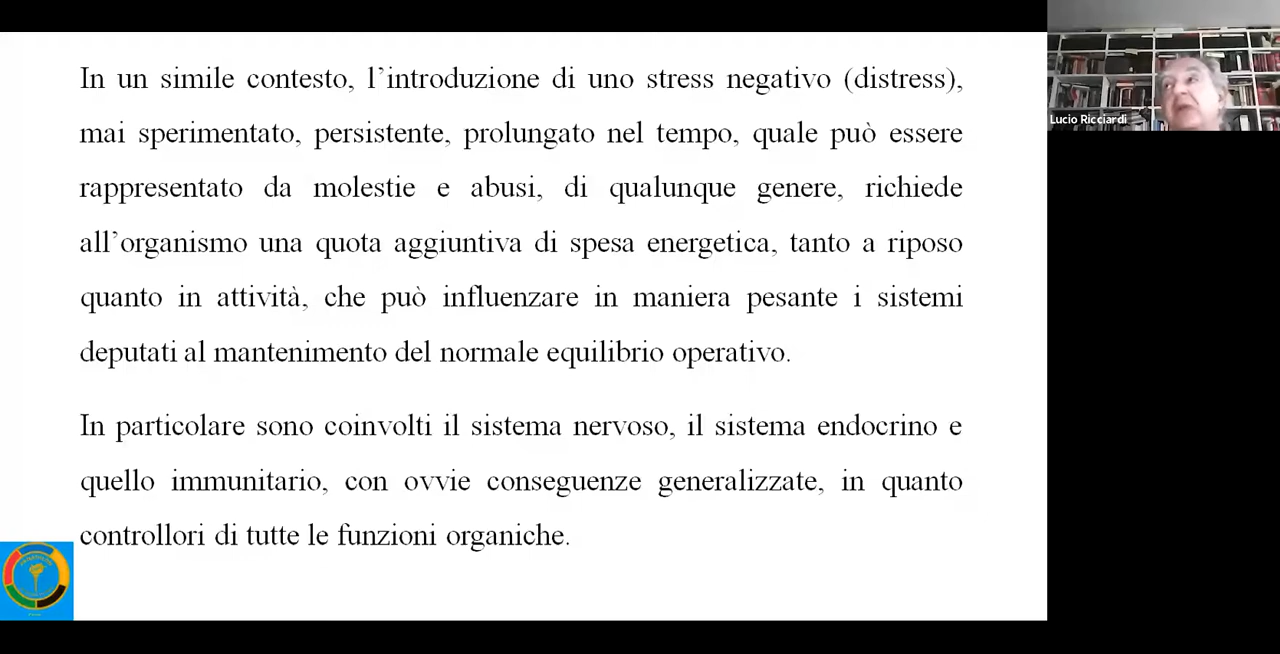 In un simile contesto, l’introduzione di uno stress negativo (distress),
mai sperimentato, persistente, prolungato nel tempo, quale può essere
rappresentato da molestie e abusi, di qualunque genere, richiede
all’organismo una quota aggiuntiva di spesa energetica, tanto a riposo
quanto in attività, che può influenzare in maniera pesante i sistemi
deputati al mantenimento del normale equilibrio operativo.
In particolare sono coinvolti il sistema nervoso, il sistema endocrino e
quello immunitario, con ovvie conseguenze generalizzate, in quanto
controllori di tutte le funzioni organiche.
Lucio Ricciardi